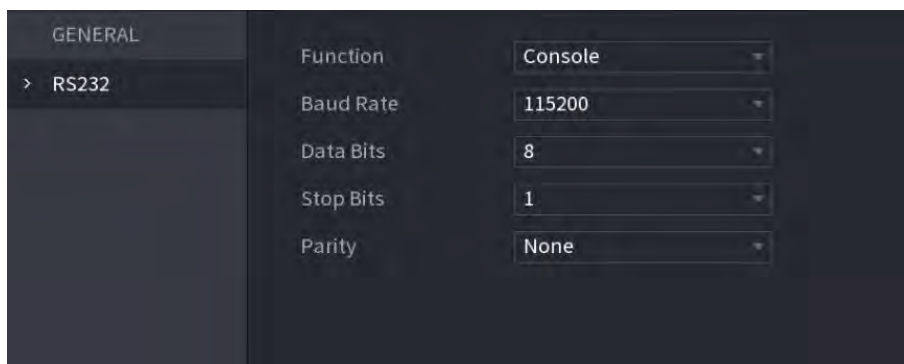 GENERAL
> RS232
Function Console
Baud Rate 115200
Data Bits 8
Stop Bits 1
Parity None